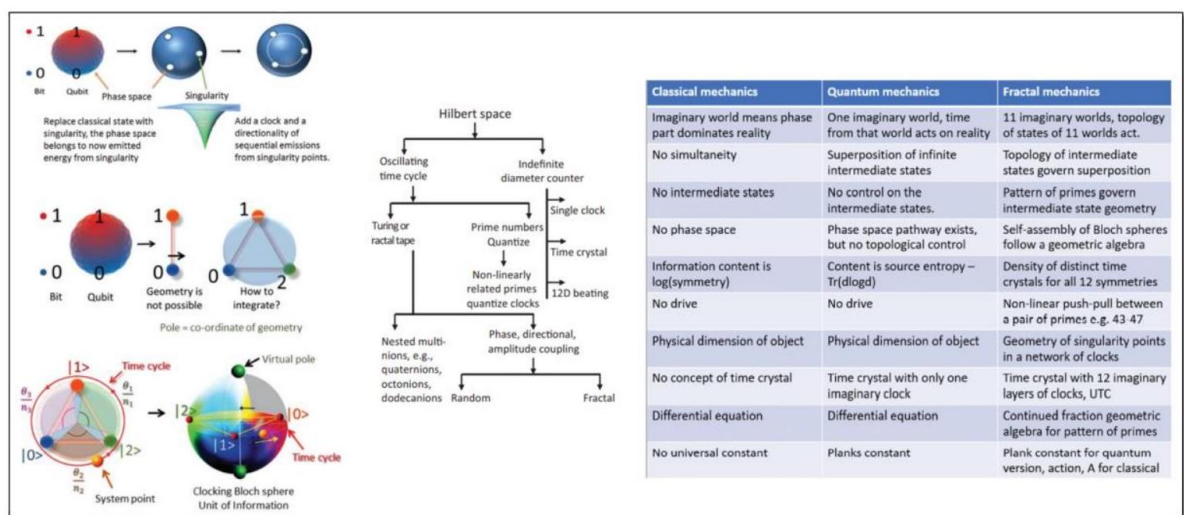 1
1
0
0
Bit
Qubit
Phase space
Singularity
Replace classical state with
singularity, the phase space
belongs to now emitted
energy from singularity
Add a clock and a
directionality of
sequential emissions
from singularity points.
1
1
1
1
0
0
0
0
2
Bit
Qubit
Geometry is
not possible
How to
integrate?
Pole = co-ordinate of geometry
|1>
Time cycle
θ3
n3
θ1
n1
|0>
|2>
θ2
n2
System point
Virtual pole
|2>
|0>
|1>
Time cycle
Clocking Bloch sphere
Unit of Information
Hilbert space
Oscillating
time cycle
Indefinite
diameter counter
Single clock
Time crystal
12D beating
Turing or
ractal tape
Prime numbers
Quantize
Non-linearly
related primes
quantize clocks
Nested multi-
nions, e.g.,
quaternions,
octonions,
dodecanions
Phase, directional,
amplitude coupling
Random
Fractal
Classical mechanics
Quantum mechanics
Fractal mechanics
Imaginary world means phase
part dominates reality
One imaginary world, time
from that world acts on reality
11 imaginary worlds, topology
of states of 11 worlds act.
No simultaneity
Superposition of infinite
intermediate states
Topology of intermediate
states govern superposition
No intermediate states
No control on the
intermediate states.
Pattern of primes govern
intermediate state geometry
No phase space
Phase space pathway exists,
but no topological control
Self-assembly of Bloch spheres
follow a geometric algebra
Information content is
log(symmetry)
Content is source entropy –
Tr(dlogd)
Density of distinct time
crystals for all 12 symmetries
No drive
No drive
Non-linear push-pull between
a pair of primes e.g. 43-47
Physical dimension of object
Physical dimension of object
Geometry of singularity points
in a network of clocks
No concept of time crystal
Time crystal with only one
imaginary clock
Time crystal with 12 imaginary
layers of clocks, UTC
Differential equation
Differential equation
Continued fraction geometric
algebra for pattern of primes
No universal constant
Planks constant
Plank constant for quantum
version, action, A for classical